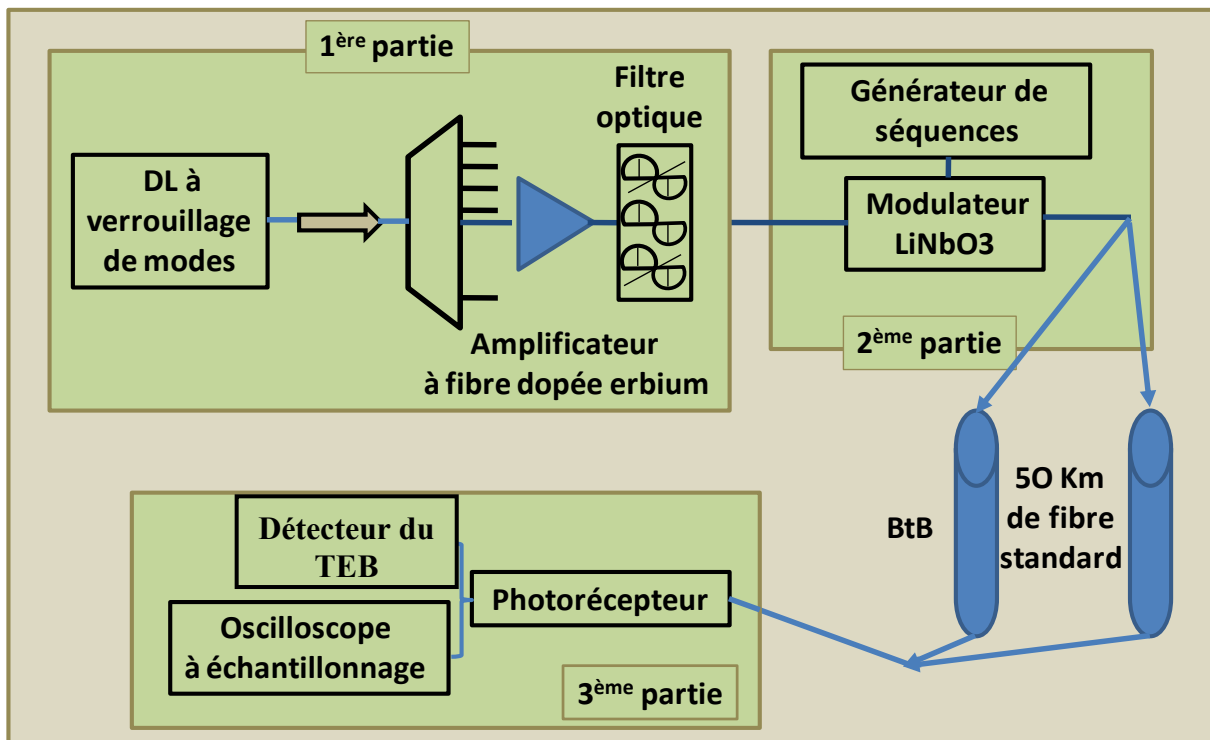 1ère partie
DL à
verrouillage
de modes
Filtre
optique
Amplificateur
à fibre dopée erbium
Générateur de
séquences
Modulateur
LiNbO3
2ème partie
BtB
5O Km
de fibre
standard
Détecteur du
TEB
Oscilloscope
à échantillonnage
Photorécepteur
3ème partie